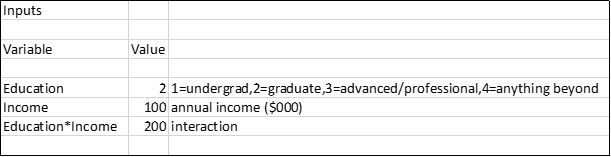 Inputs
Variable Value
Education 2 1=undergrad,2=graduate,3=advanced/professional,4=anything beyond
Income 100 annual income ($000)
Education*Income 200 interaction